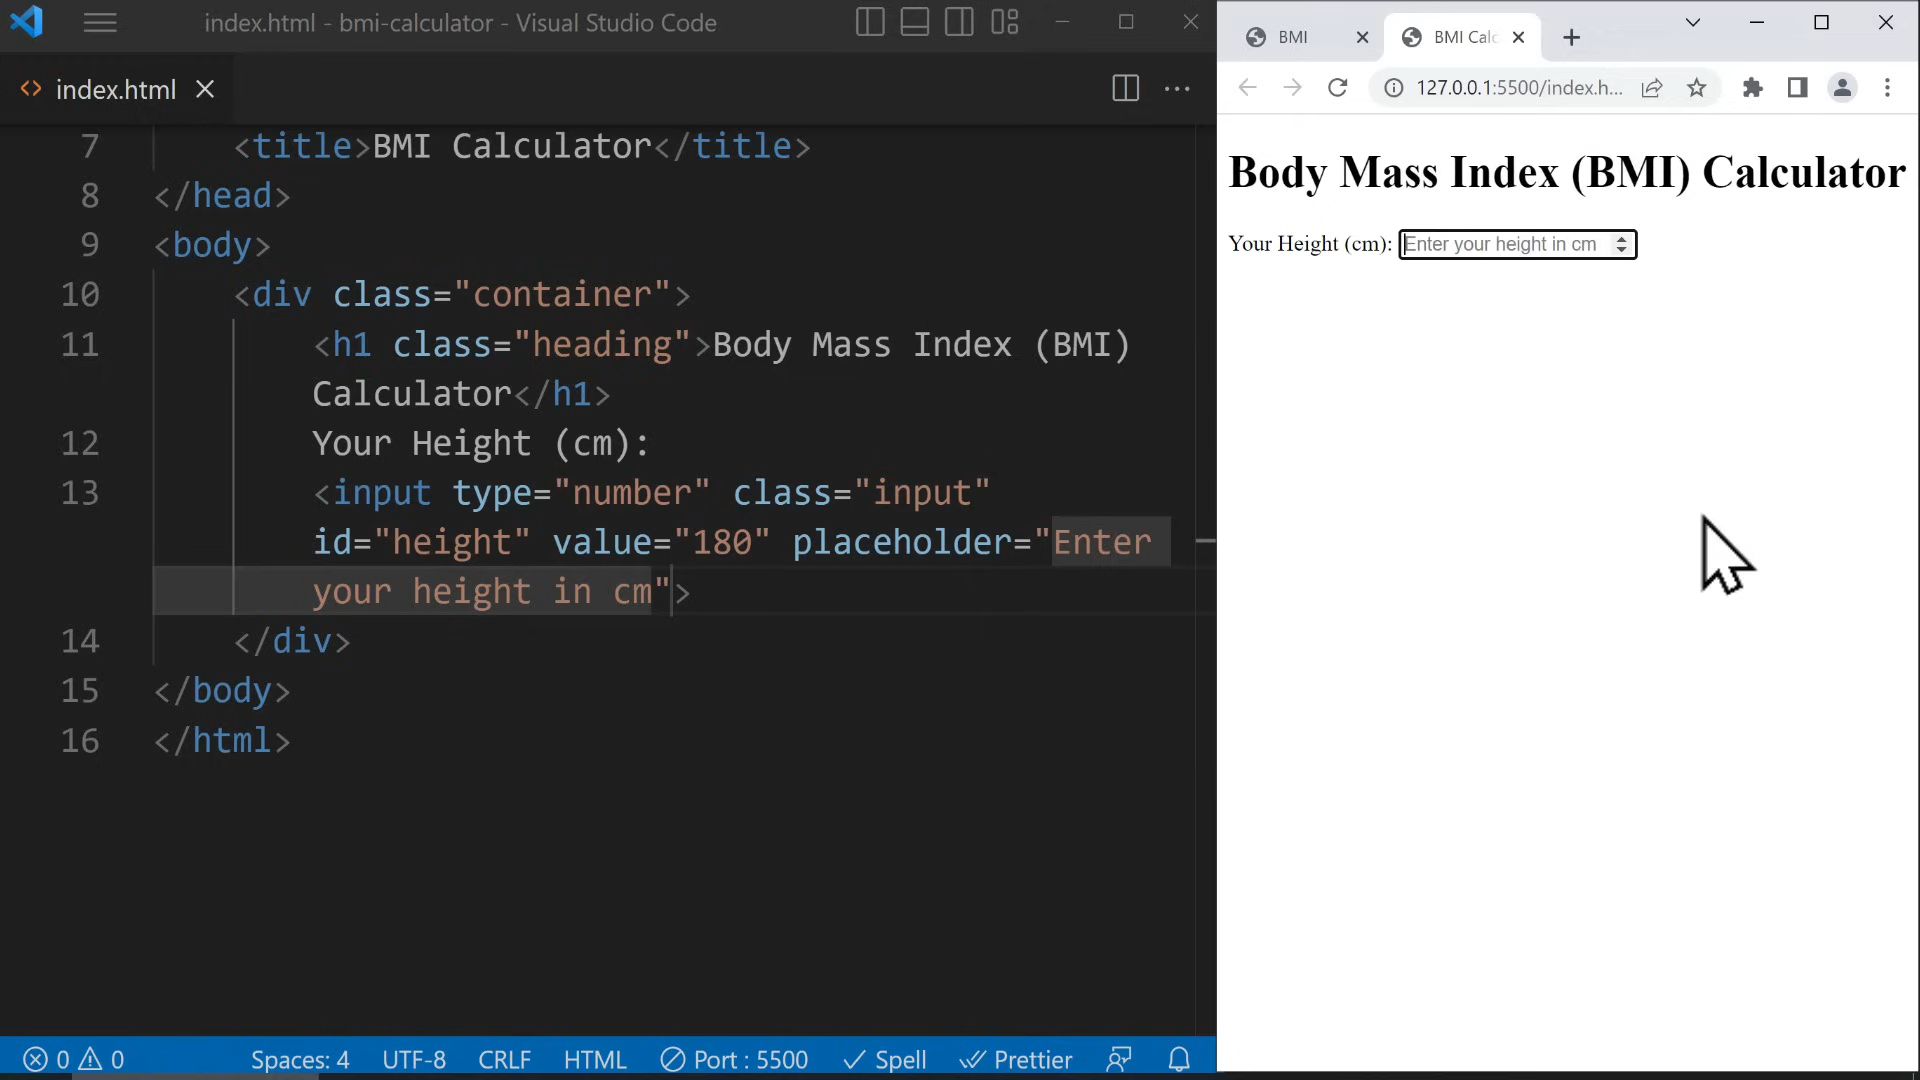 index.html - bmi-calculator - Visual Studio Code
index.html
7 <title>BMI Calculator</title>
8 </head>
9 <body>
10 <div class="container">
11 <h1 class="heading">Body Mass Index (BMI)
Calculator</h1>
12 Your Height (cm):
13 <input type="number" class="input"
id="height" value="180" placeholder="Enter
your height in cm">
14 </div>
15 </body>
16 </html>
0 0 Spaces: 4 UTF-8 CRLF HTML Port : 5500 Spell Prettier
BMI BMI Calc
127.0.0.1:5500/index.h...
Body Mass Index (BMI) Calculator
Your Height (cm): Enter your height in cm